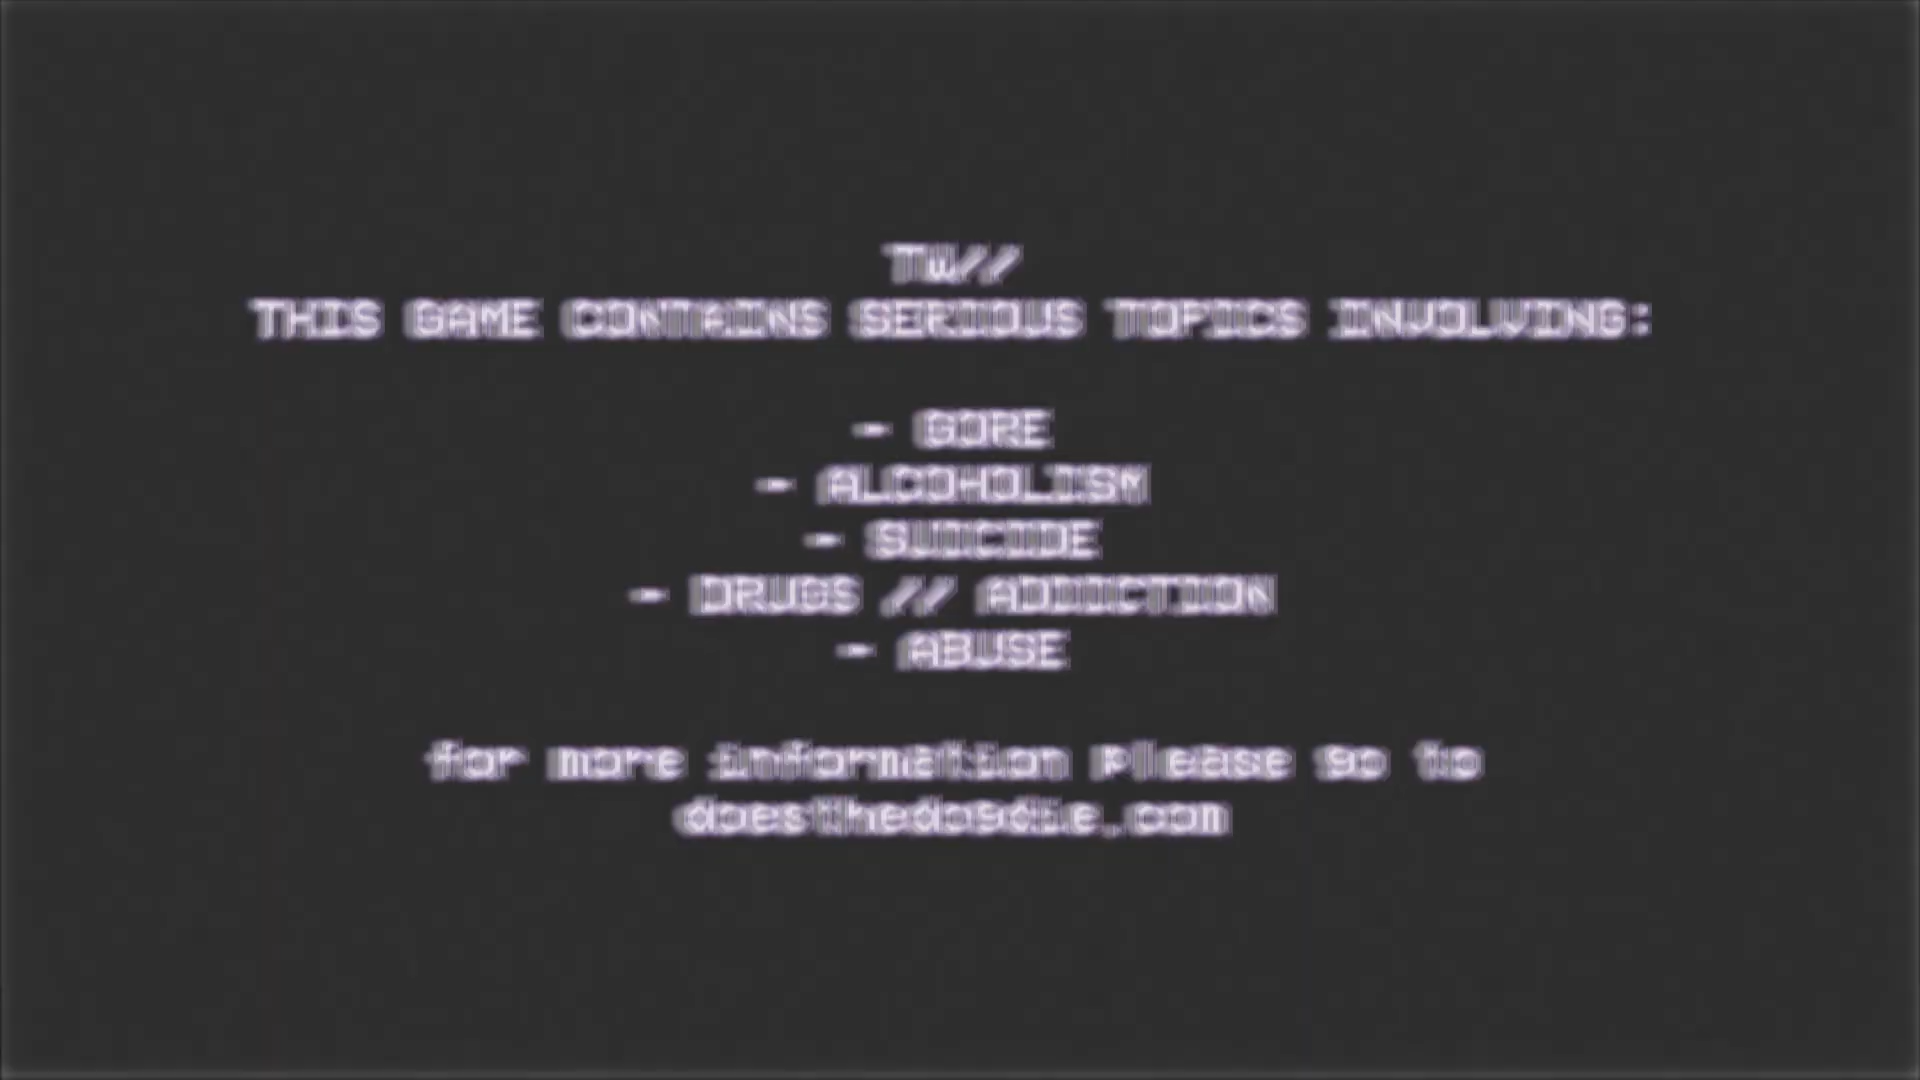 TW//
THIS GAME CONTAINS SERIOUS TOPICS INVOLVING:
- GORE
- ALCOHOLISM
- SUICIDE
- DRUGS // ADDICTION
- ABUSE
for more information please go to
doesthedogdie.com